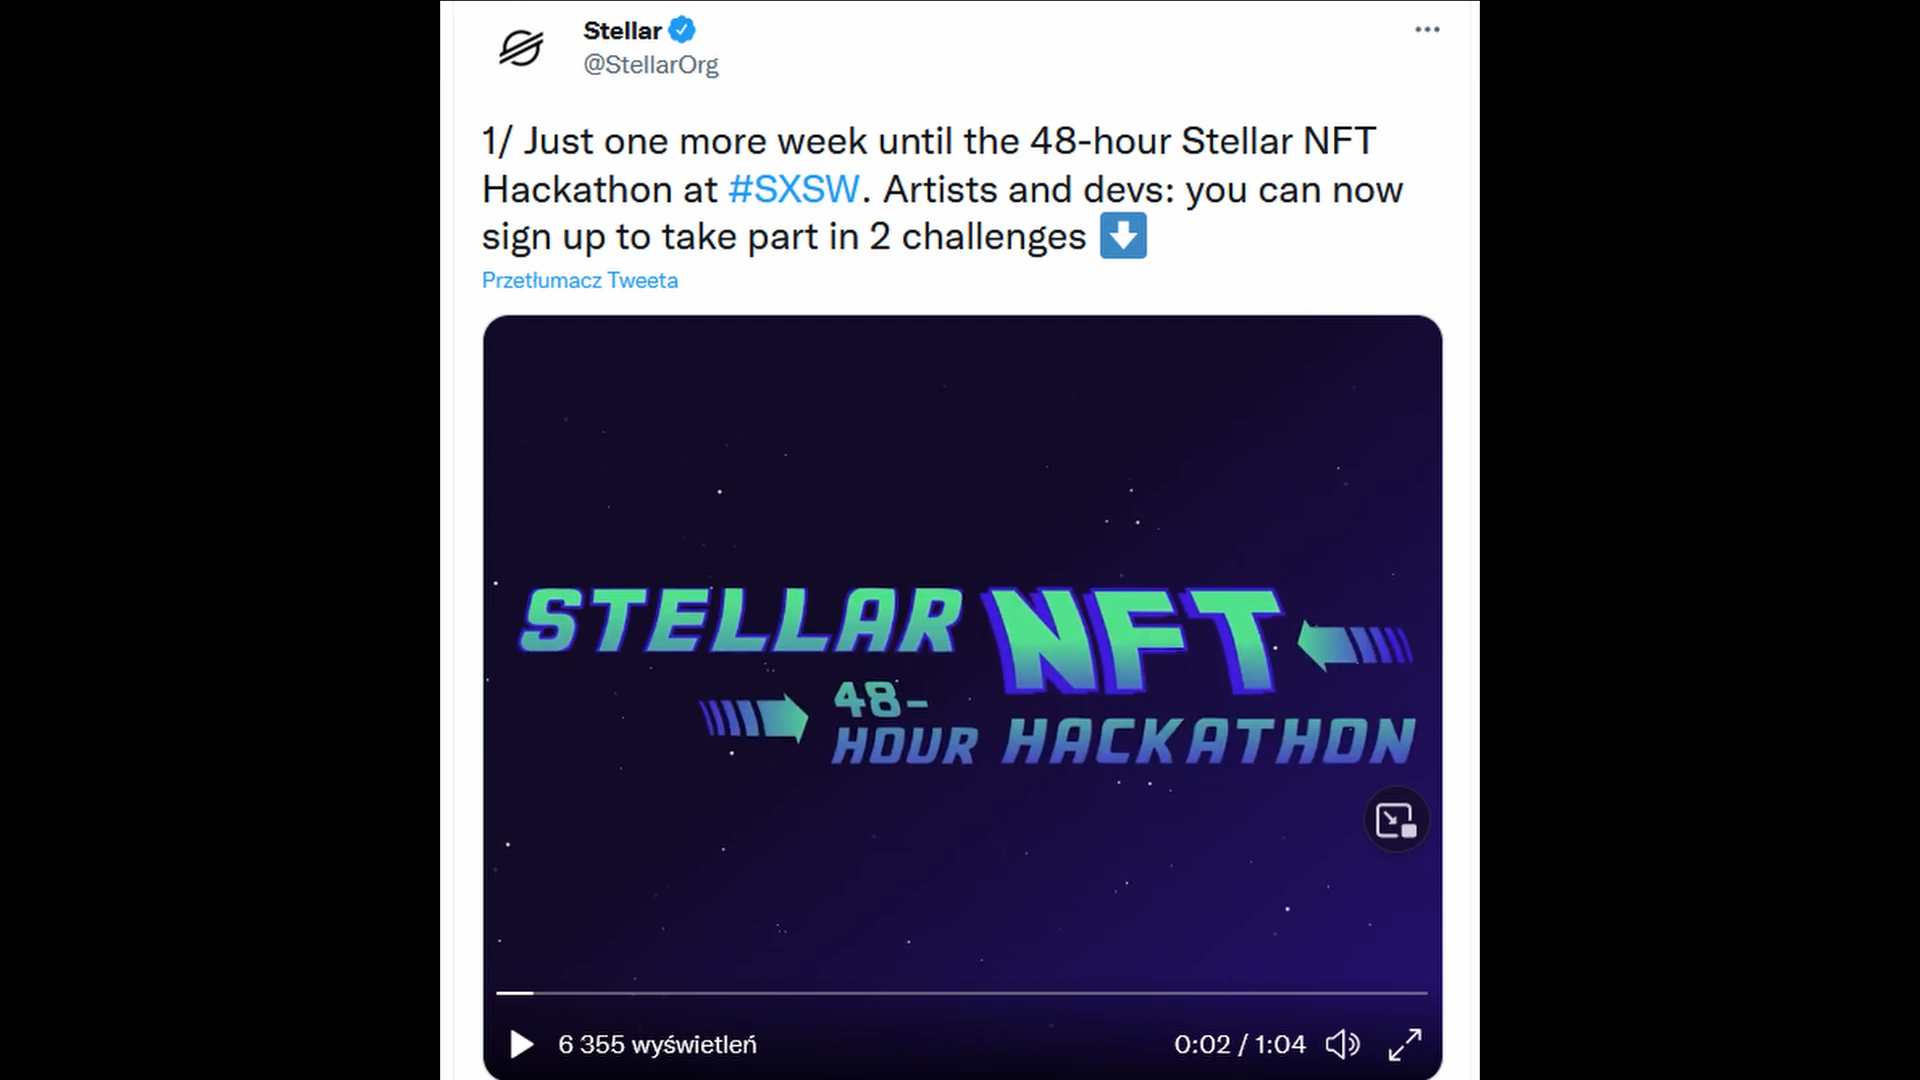 Stellar
@StellarOrg
1/ Just one more week until the 48-hour Stellar NFT
Hackathon at #SXSW. Artists and devs: you can now
sign up to take part in 2 challenges ⬇️
Przetłumacz Tweeta
STELLAR NFT
48-
HOUR HACKATHON
6 355 wyświetleń
0:02 / 1:04